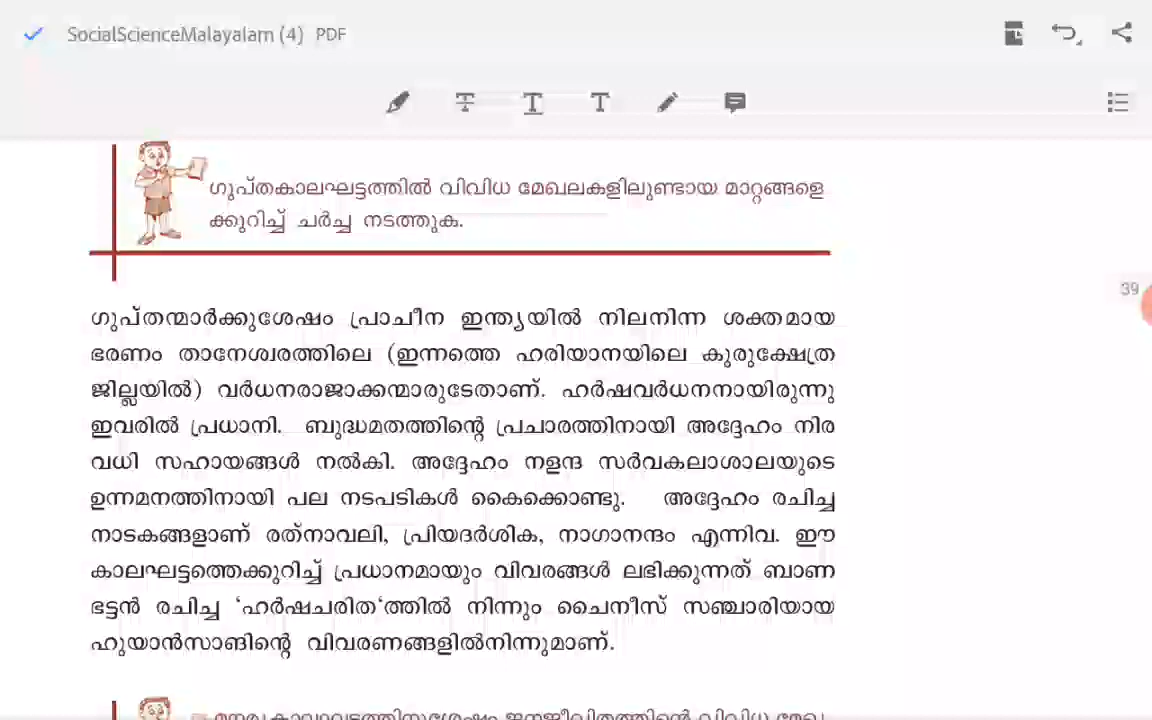 SocialScienceMalayalam (4) PDF
ഗുപ്തകാലഘട്ടത്തിൽ വിവിധ മേഖലകളിലുണ്ടായ മാറ്റങ്ങളെ
ക്കുറിച്ച് ചർച്ച നടത്തുക.
39
ഗുപ്തന്മാർക്കുശേഷം പ്രാചീന ഇന്ത്യയിൽ നിലനിന്ന ശക്തമായ
ഭരണം താനേശ്വരത്തിലെ (ഇന്നത്തെ ഹരിയാനയിലെ കുരുക്ഷേത്ര
ജില്ലയിൽ) വർധനരാജാക്കന്മാരുടേതാണ്. ഹർഷവർധനനായിരുന്നു
ഇവരിൽ പ്രധാനി. ബുദ്ധമതത്തിന്റെ പ്രചാരത്തിനായി അദ്ദേഹം നിര
വധി സഹായങ്ങൾ നൽകി. അദ്ദേഹം നളന്ദ സർവകലാശാലയുടെ
ഉന്നമനത്തിനായി പല നടപടികൾ കൈക്കൊണ്ടു. അദ്ദേഹം രചിച്ച
നാടകങ്ങളാണ് രത്നാവലി, പ്രിയദർശിക, നാഗാനന്ദം എന്നിവ. ഈ
കാലഘട്ടത്തെക്കുറിച്ച് പ്രധാനമായും വിവരങ്ങൾ ലഭിക്കുന്നത് ബാണ
ഭട്ടൻ രചിച്ച 'ഹർഷചരിത'ത്തിൽ നിന്നും ചൈനീസ് സഞ്ചാരിയായ
ഹുയാൻസാങിന്റെ വിവരണങ്ങളിൽനിന്നുമാണ്.
ജനജീവിതത്തിന്റെ വിവിധ മേഖ